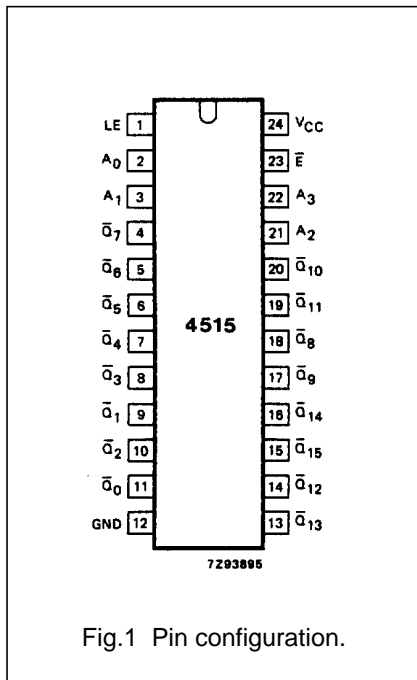 LE 1 24 VCC
A0 2 23 E̅
A1 3 22 A3
Q̅7 4 21 A2
Q̅6 5 20 Q̅10
Q̅5 6 19 Q̅11
Q̅4 7 18 Q̅8
4515
Q̅3 8 17 Q̅9
Q̅1 9 16 Q̅14
Q̅2 10 15 Q̅15
Q̅0 11 14 Q̅12
GND 12 13 Q̅13
7Z93895
Fig.1 Pin configuration.